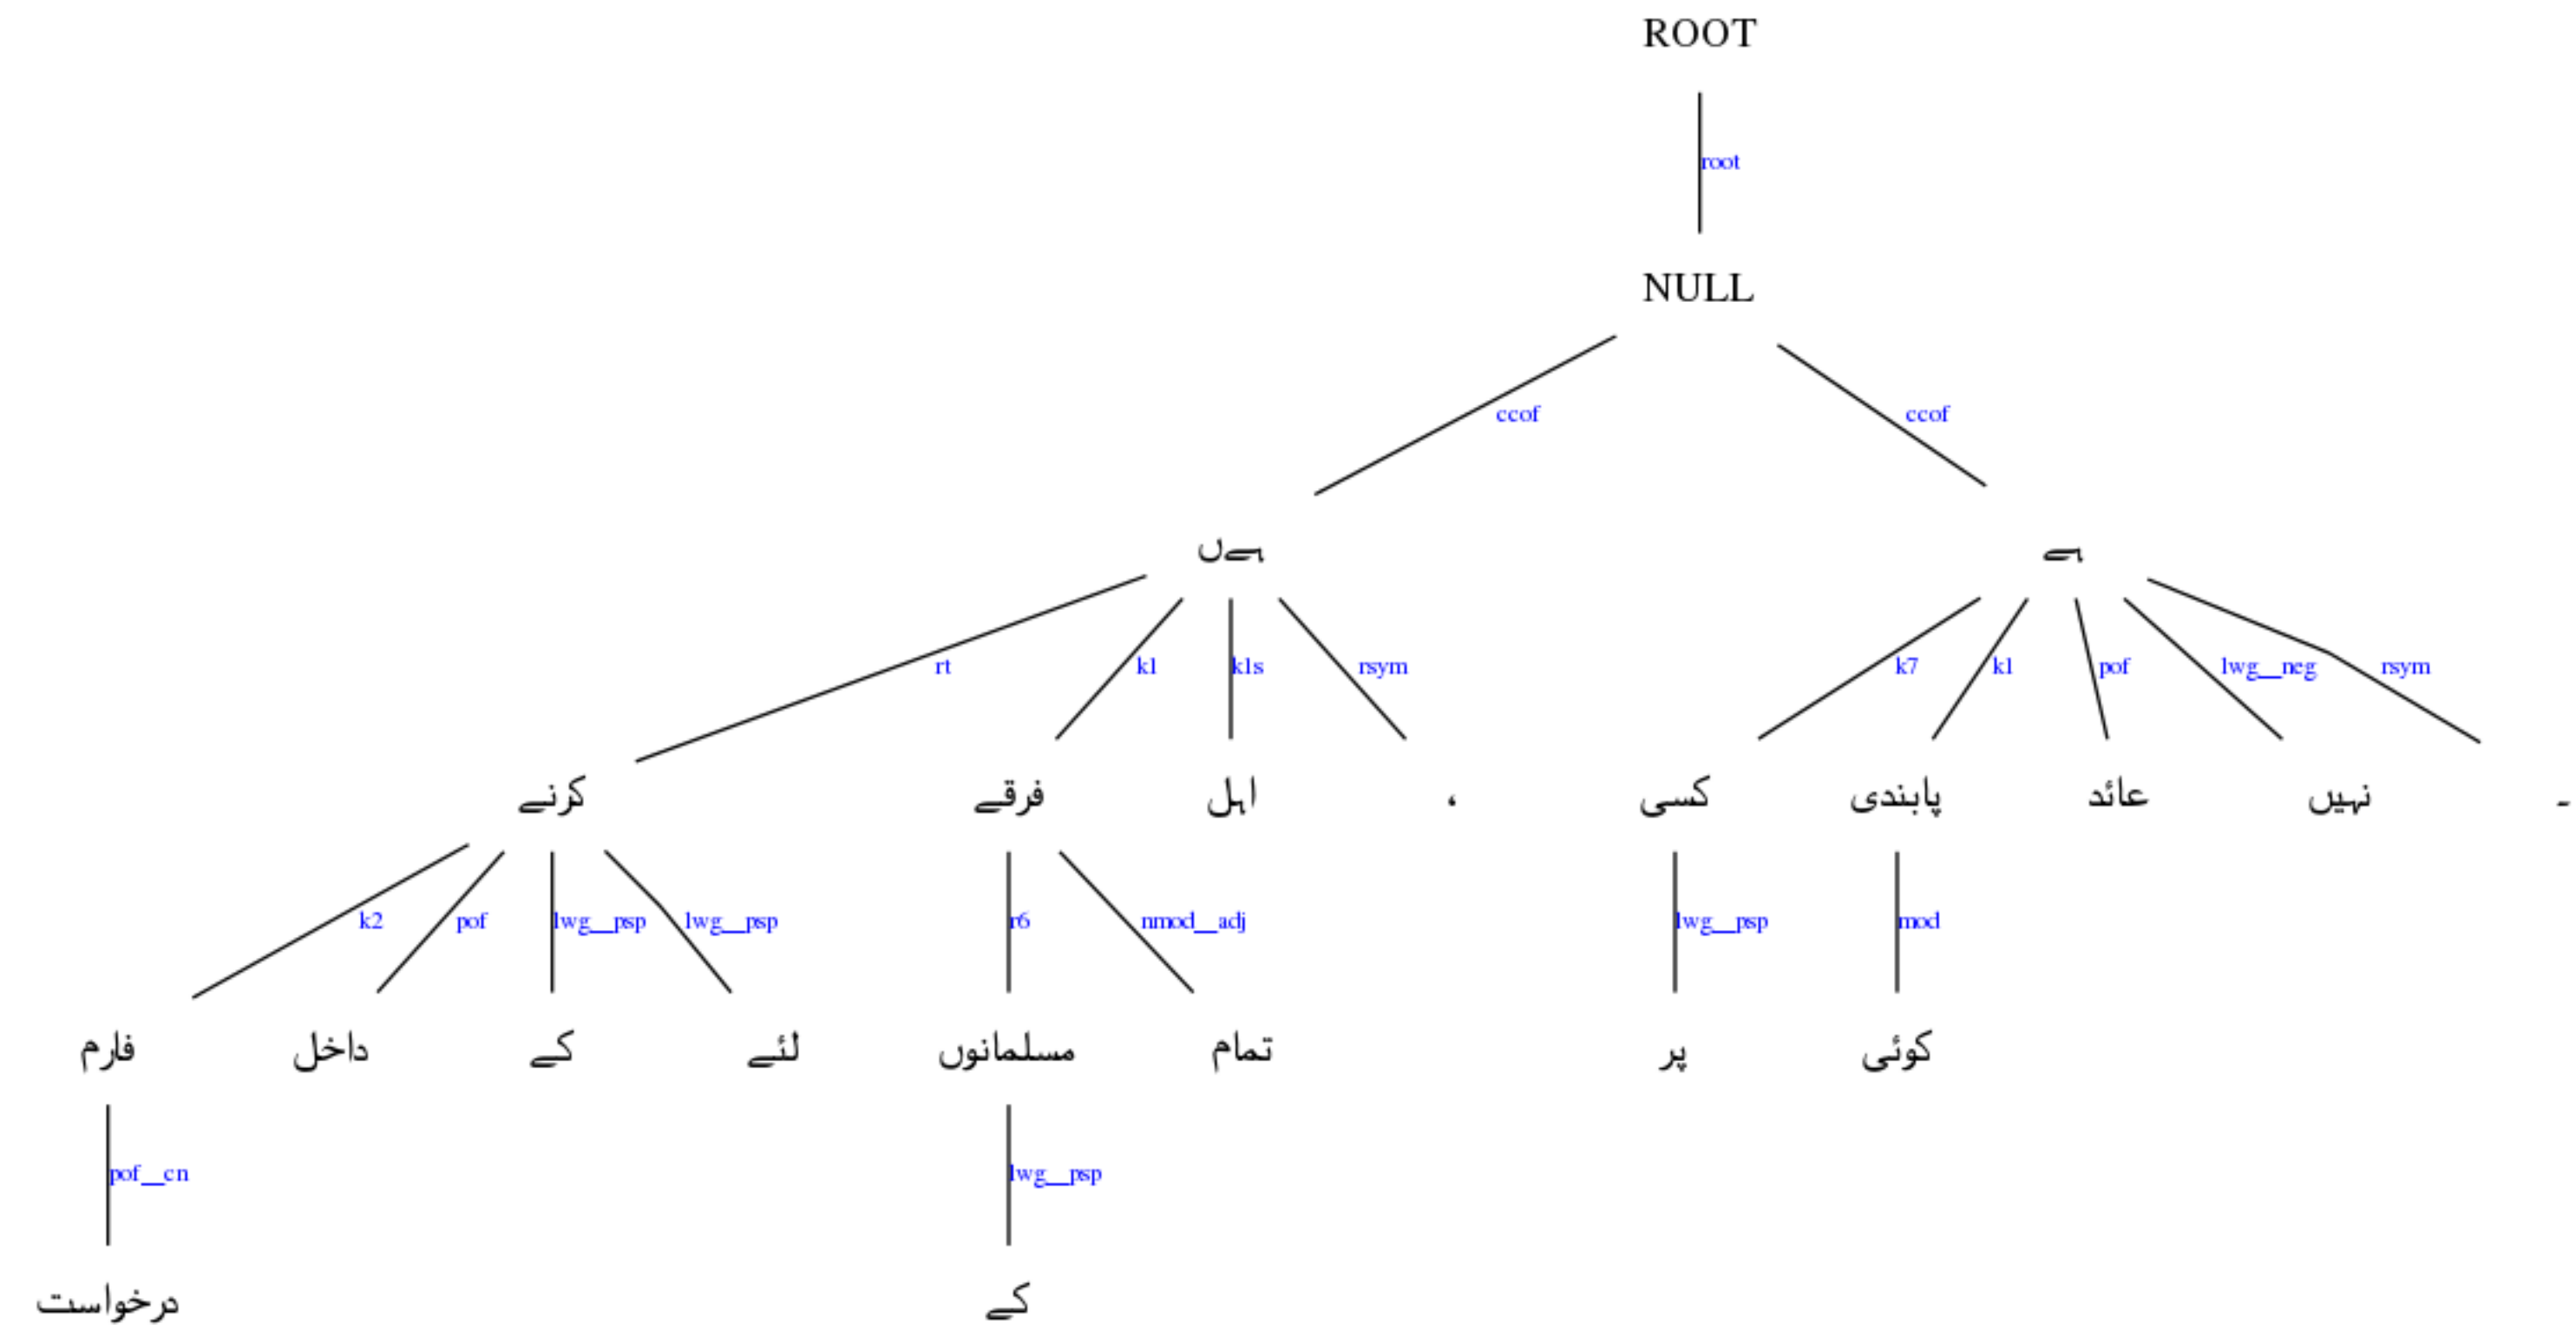 ROOT
root
NULL
ccof ccof
ہےں ہے
rt k1 k1s rsym k7 k1 pof lwg__neg rsym
کرنے فرقے اہل ، کسی پابندی عائد نہیں ۔
k2 pof lwg__psp lwg__psp r6 nmod__adj lwg__psp mod
فارم داخل کے لئے مسلمانوں تمام پر کوئی
pof__cn lwg__psp
درخواست کے